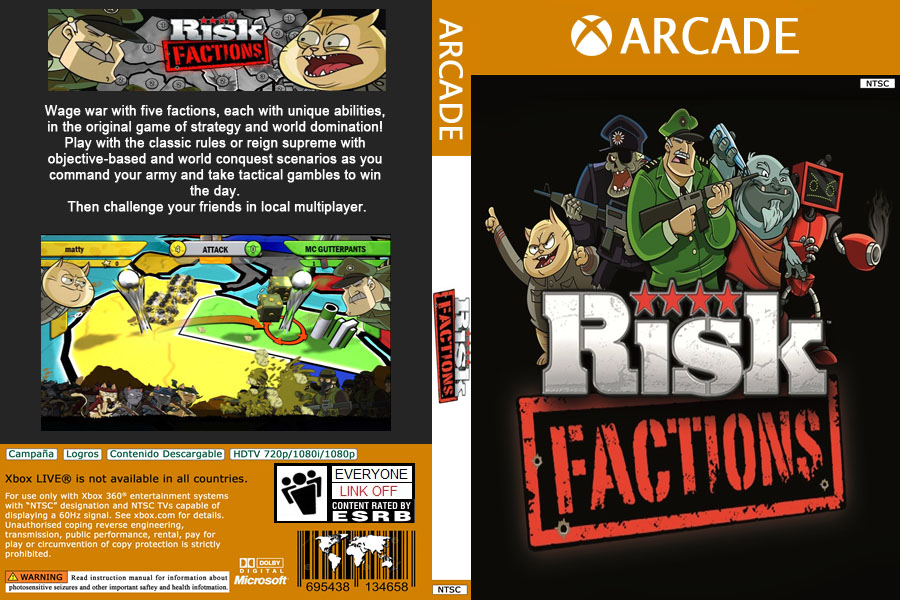 RISK
FACTIONS
Wage war with five factions, each with unique abilities,
in the original game of strategy and world domination!
Play with the classic rules or reign supreme with
objective-based and world conquest scenarios as you
command your army and take tactical gambles to win
the day.
Then challenge your friends in local multiplayer.
matty
4
ATTACK
MC GUTTERPANTS
Campaña
Logros
Contenido Descargable
HDTV 720p/1080i/1080p
Xbox LIVE® is not available in all countries.
For use only with Xbox 360® entertainment systems
with “NTSC” designation and NTSC TVs capable of
displaying a 60Hz signal. See xbox.com for details.
Unauthorised coping reverse engineering,
transmission, public performance, rental, pay for
play or circumvention of copy protection is strictly
prohibited.
WARNING
Read instruction manual for information about
photosensitive seizures and other important saftey and health infotmation.
DOLBY
DIGITAL
Microsoft®
EVERYONE
LINK OFF
CONTENT RATED BY
ESRB
695438 134658
ARCADE
RISK
FACTIONS
NTSC
ARCADE
NTSC
RISK™
FACTIONS